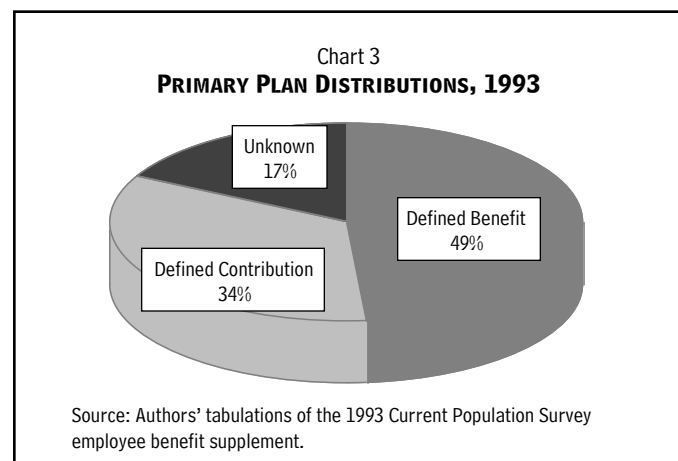 Chart 3
PRIMARY PLAN DISTRIBUTIONS, 1993
Unknown
17%
Defined Benefit
49%
Defined Contribution
34%
Source: Authors' tabulations of the 1993 Current Population Survey
employee benefit supplement.